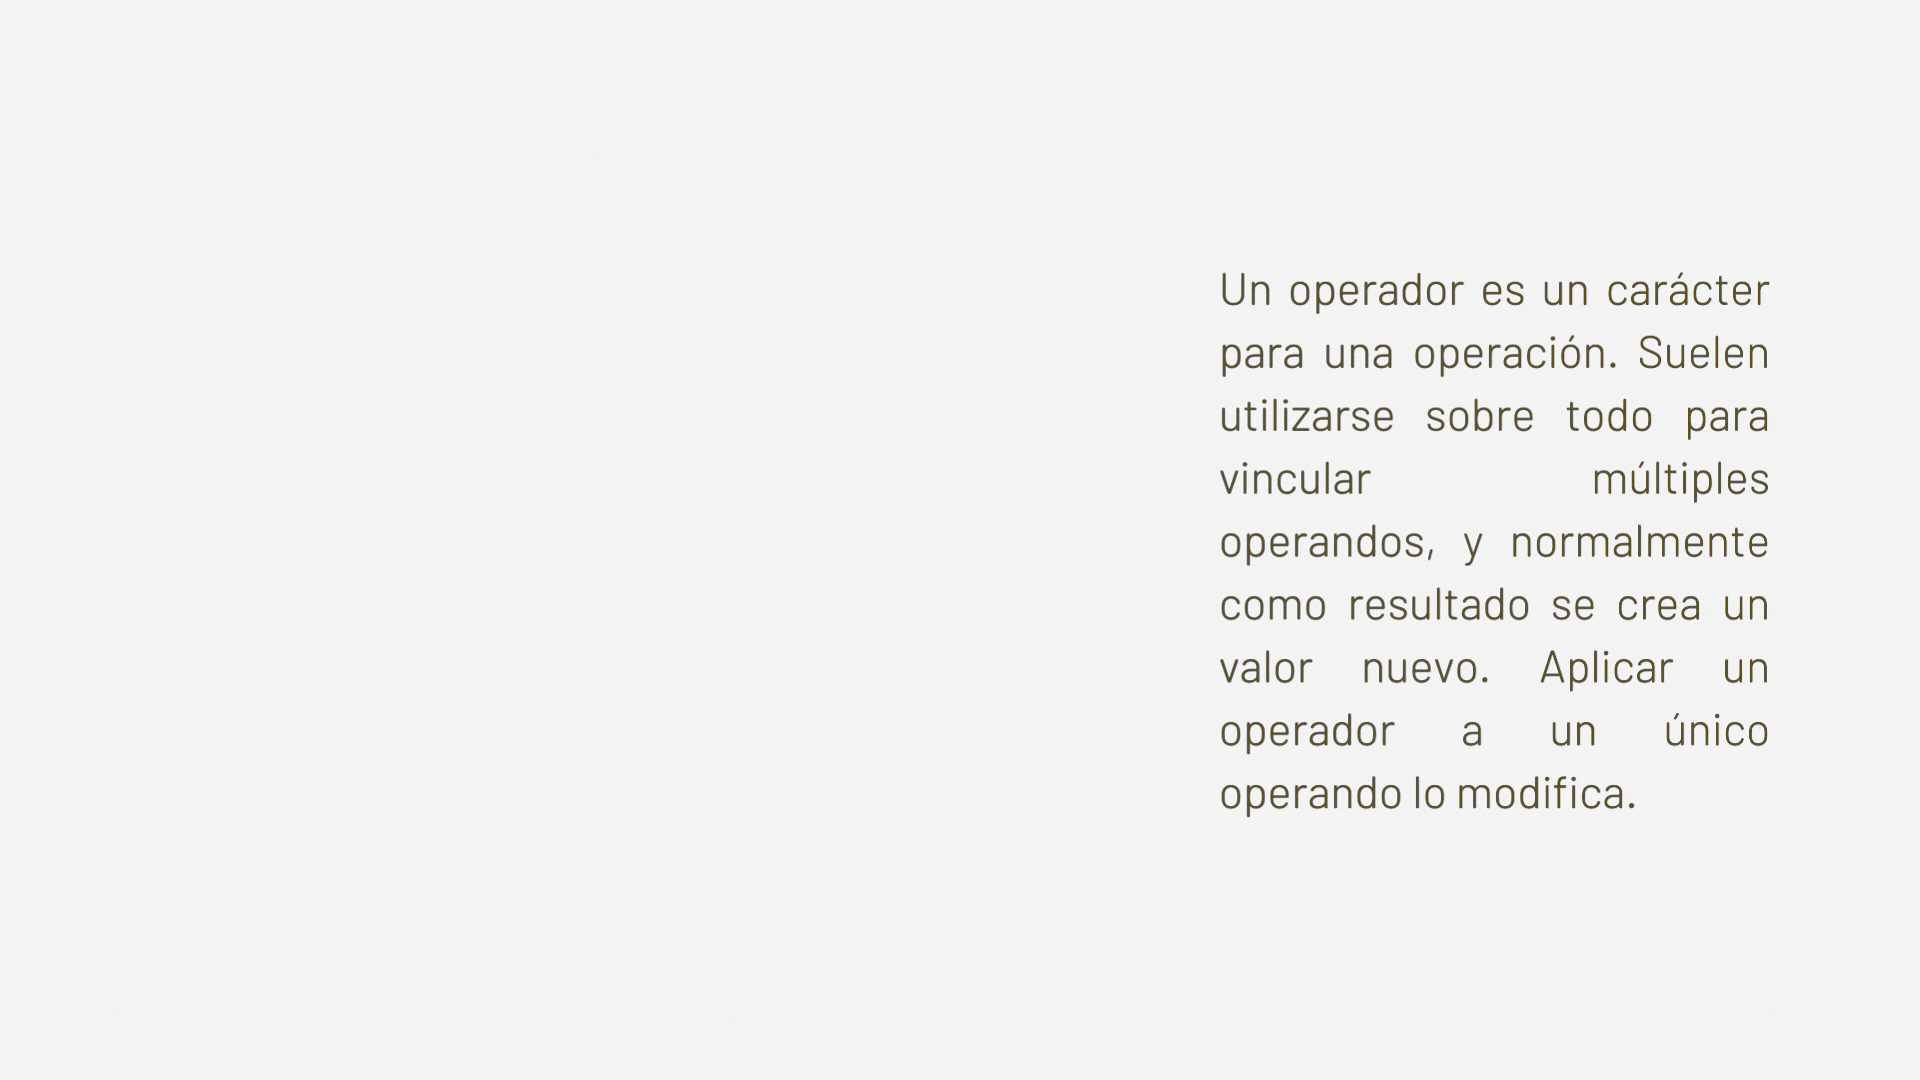 Un operador es un carácter
para una operación. Suelen
utilizarse sobre todo para
vincular múltiples
operandos, y normalmente
como resultado se crea un
valor nuevo. Aplicar un
operador a un único
operando lo modifica.